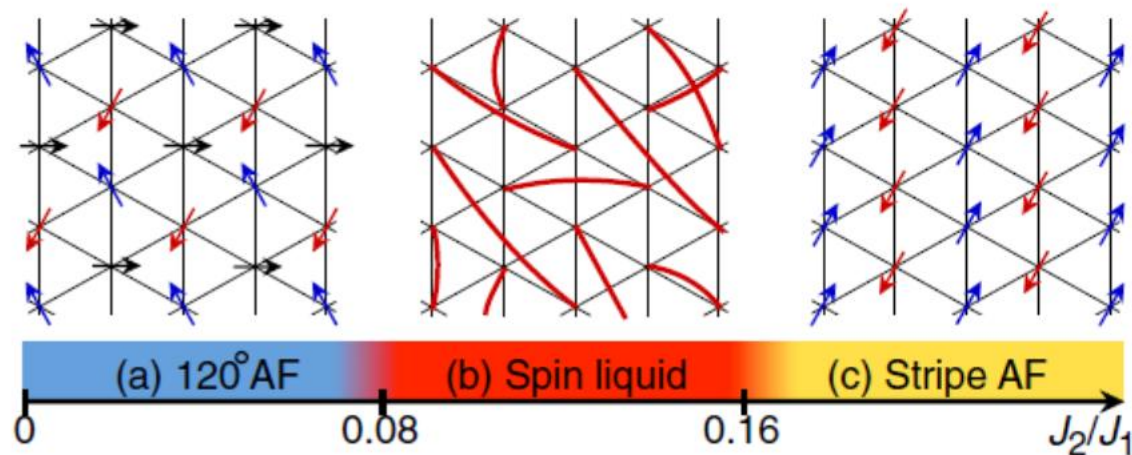 (a) 120°AF (b) Spin liquid (c) Stripe AF
0 0.08 0.16 J₂/J₁